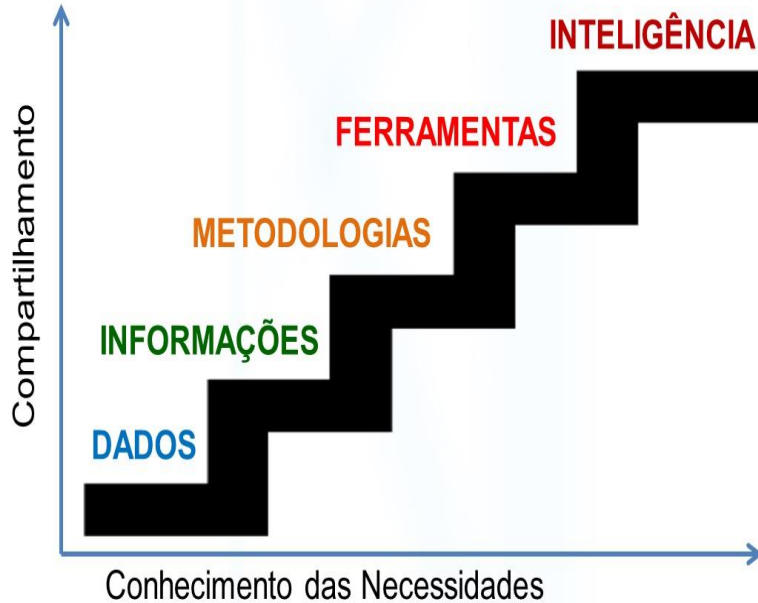 INTELIGÊNCIA
FERRAMENTAS
METODOLOGIAS
INFORMAÇÕES
DADOS
Compartilhamento
Conhecimento das Necessidades